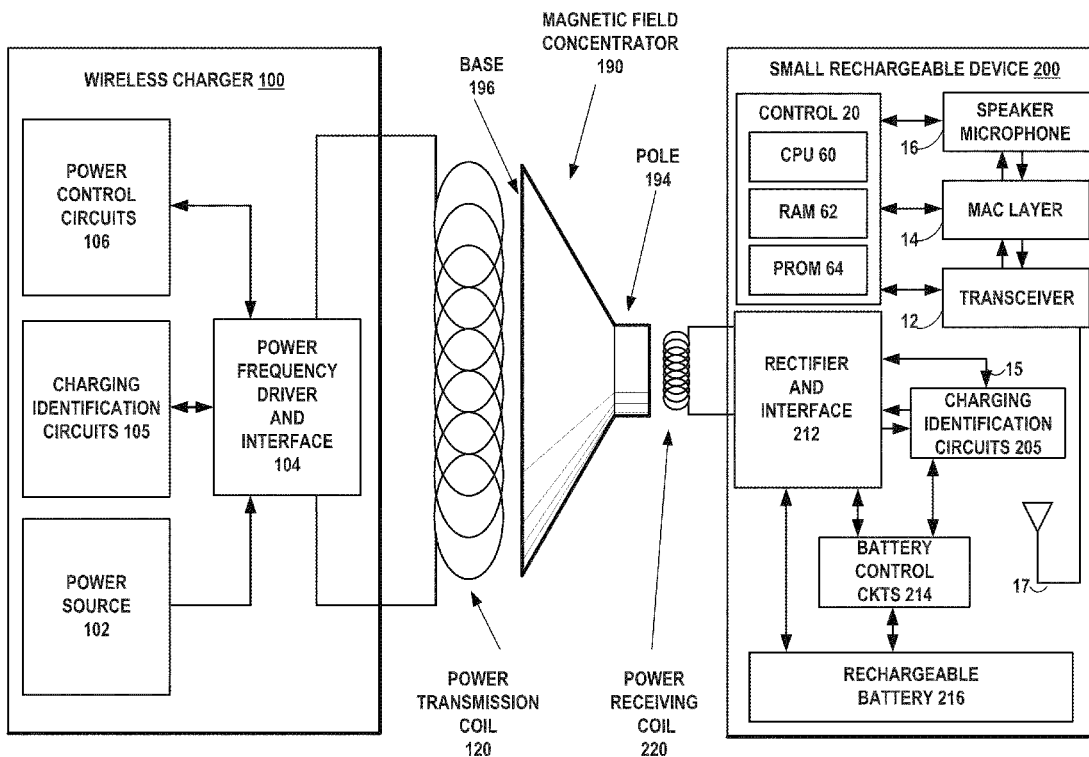 WIRELESS CHARGER 100
POWER
CONTROL
CIRCUITS
106
CHARGING
IDENTIFICATION
CIRCUITS 105
POWER
SOURCE
102
POWER
FREQUENCY
DRIVER
AND
INTERFACE
104
BASE
196
MAGNETIC FIELD
CONCENTRATOR
190
POLE
194
POWER
TRANSMISSION
COIL
120
POWER
RECEIVING
COIL
220
SMALL RECHARGEABLE DEVICE 200
CONTROL 20
CPU 60
RAM 62
PROM 64
SPEAKER
MICROPHONE
16
MAC LAYER
14
TRANSCEIVER
12
RECTIFIER
AND
INTERFACE
212
15
CHARGING
IDENTIFICATION
CIRCUITS 205
BATTERY
CONTROL
CKTS 214
17
RECHARGEABLE
BATTERY 216